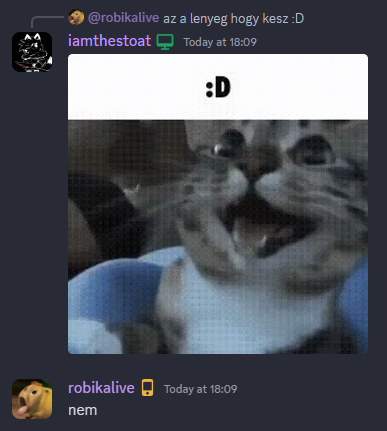 @robikalive az a lenyeg hogy kesz :D
iamthestoat Today at 18:09
:D
robikalive Today at 18:09
nem